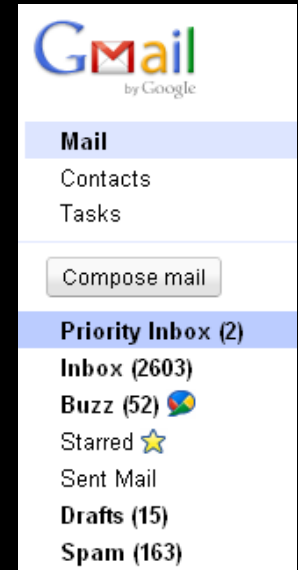 Gmail
by Google
Mail
Contacts
Tasks
Compose mail
Priority Inbox (2)
Inbox (2603)
Buzz (52)
Starred
Sent Mail
Drafts (15)
Spam (163)